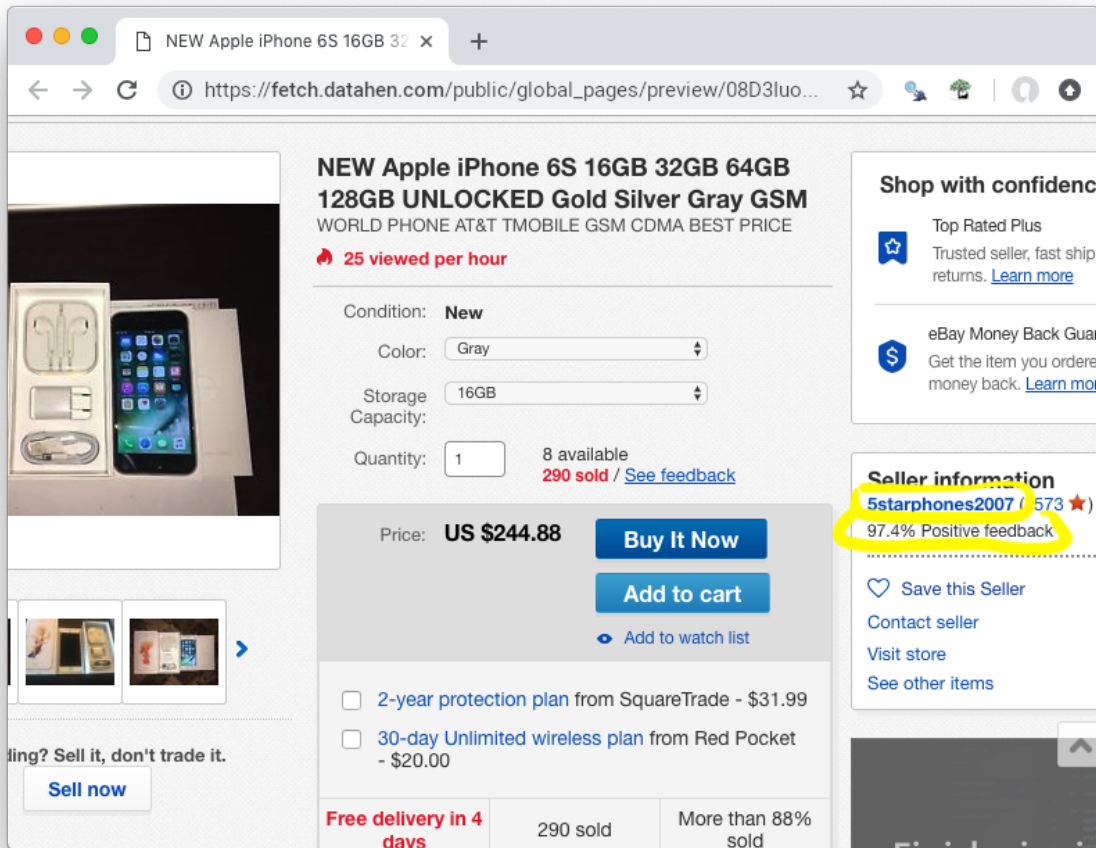 NEW Apple iPhone 6S 16GB 32
https://fetch.datahen.com/public/global_pages/preview/08D3luo...
NEW Apple iPhone 6S 16GB 32GB 64GB
128GB UNLOCKED Gold Silver Gray GSM
WORLD PHONE AT&T TMOBILE GSM CDMA BEST PRICE
25 viewed per hour
Condition: New
Color: Gray
Storage Capacity: 16GB
Quantity: 1
8 available
290 sold / See feedback
Price: US $244.88
Buy It Now
Add to cart
Add to watch list
2-year protection plan from SquareTrade - $31.99
30-day Unlimited wireless plan from Red Pocket
- $20.00
Free delivery in 4
days
290 sold
More than 88%
sold
ding? Sell it, don't trade it.
Sell now
Shop with confidenc
Top Rated Plus
Trusted seller, fast ship
returns. Learn more
eBay Money Back Guar
Get the item you ordere
money back. Learn mor
Seller information
5starphones2007 (573)
97.4% Positive feedback
Save this Seller
Contact seller
Visit store
See other items